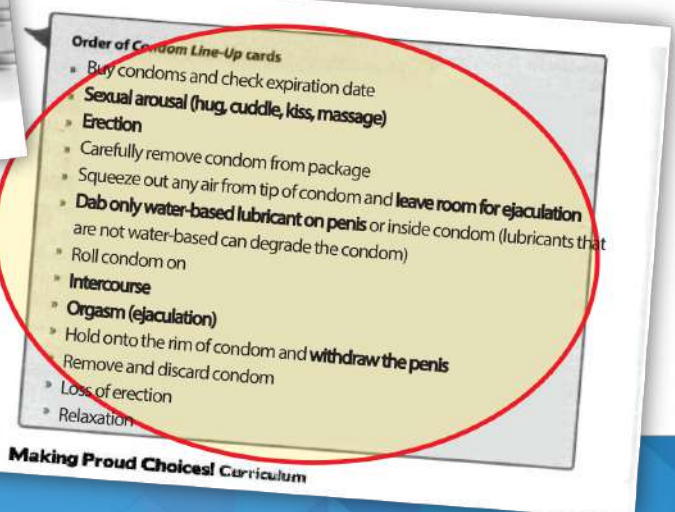 Order of Condom Line-Up cards
» Buy condoms and check expiration date
» Sexual arousal (hug, cuddle, kiss, massage)
» Erection
» Carefully remove condom from package
» Squeeze out any air from tip of condom and leave room for ejaculation
» Dab only water-based lubricant on penis or inside condom (lubricants that
are not water-based can degrade the condom)
» Roll condom on
» Intercourse
» Orgasm (ejaculation)
» Hold onto the rim of condom and withdraw the penis
» Remove and discard condom
» Loss of erection
» Relaxation
Making Proud Choices! Curriculum